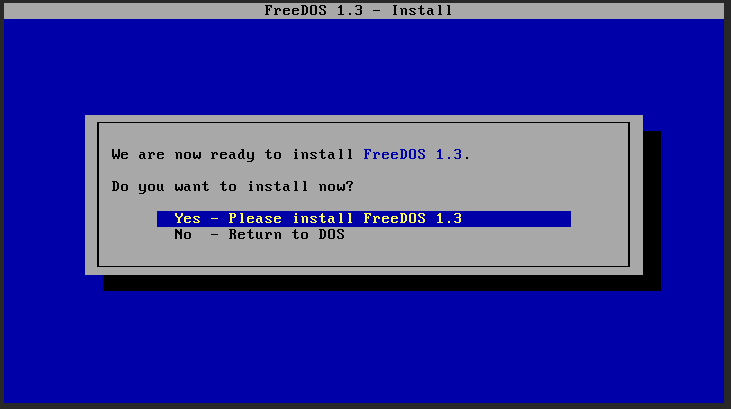 FreeDOS 1.3 - Install
We are now ready to install FreeDOS 1.3.
Do you want to install now?
Yes - Please install FreeDOS 1.3
No  - Return to DOS